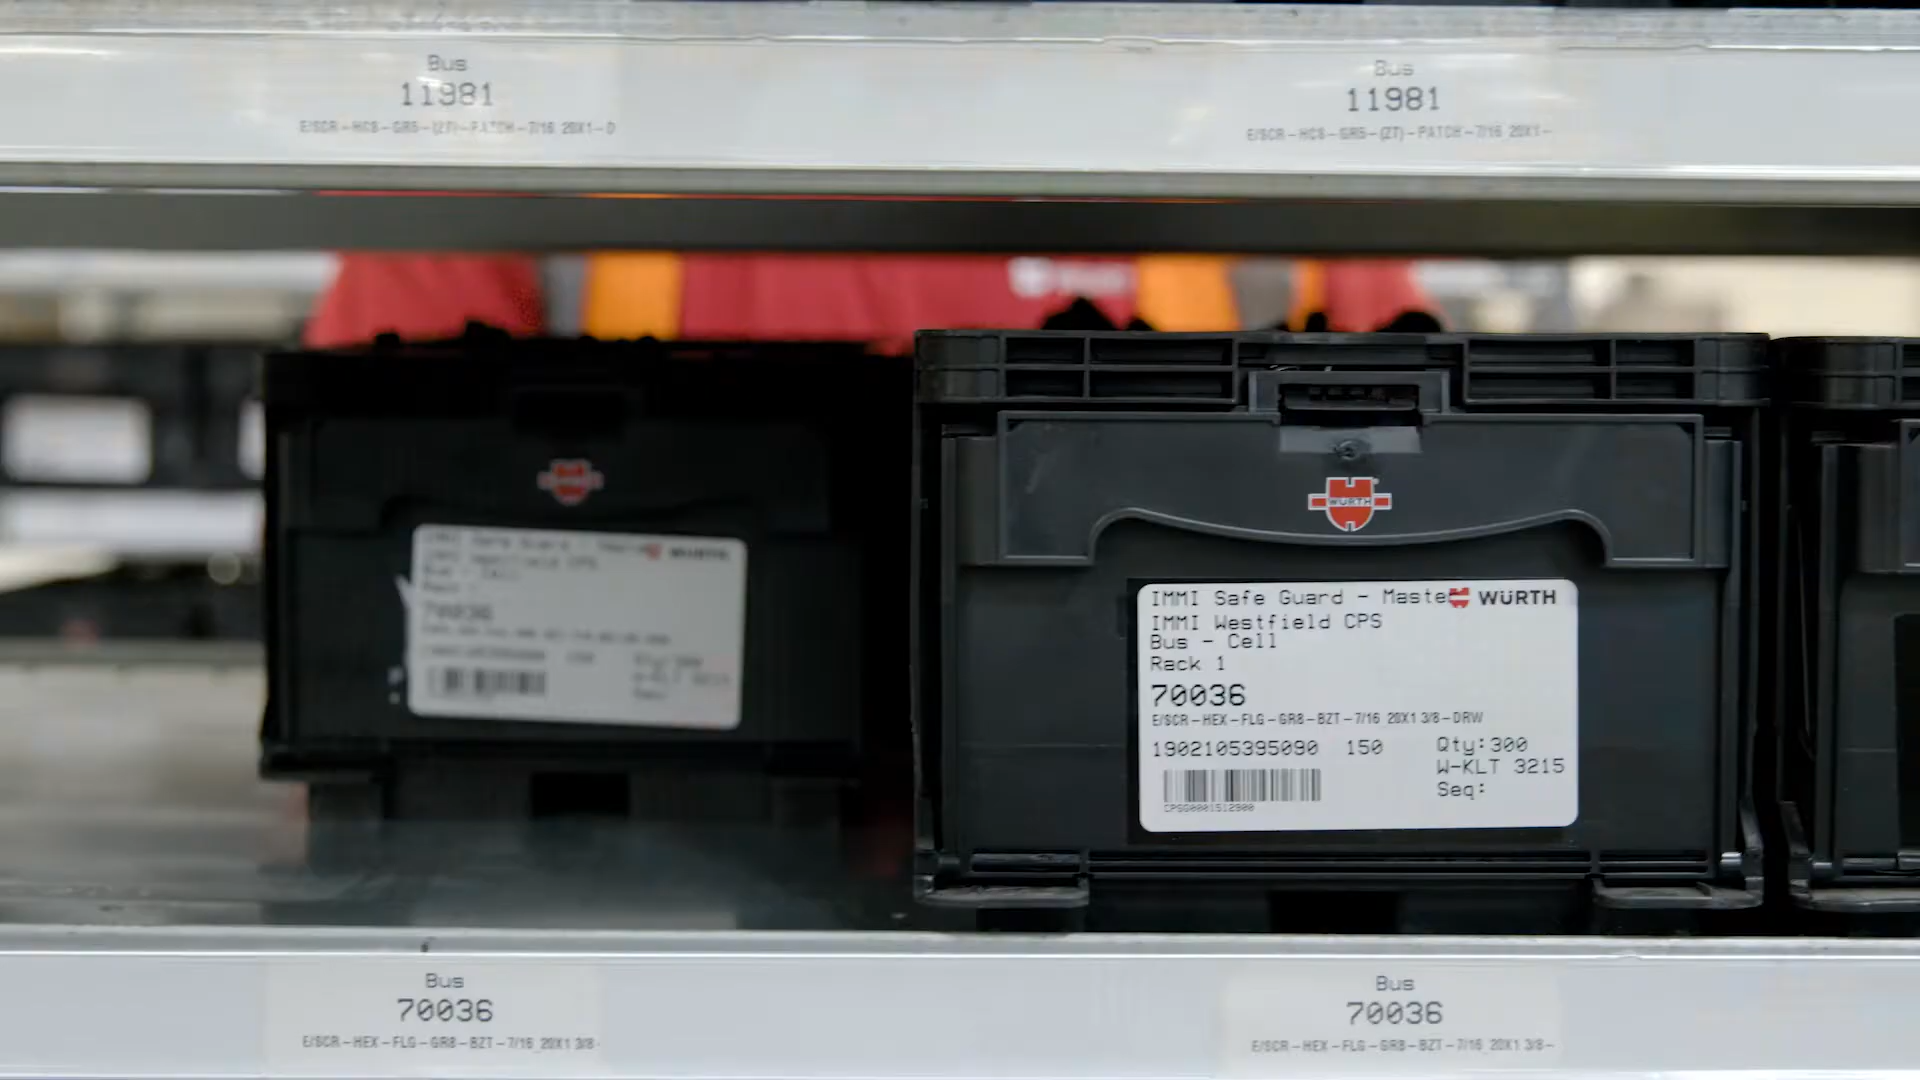 Bus
11981
E/SCR-HCS-GR5-(ZT)-PATCH-7/16 20X1-D
Bus
11981
E/SCR-HCS-GR5-(ZT)-PATCH-7/16 20X1-
WURTH
WÜRTH
70036
WÜRTH
IMMI Safe Guard - Maste WÜRTH
IMMI Westfield CPS
Bus - Cell
Rack 1
70036
E/SCR-HEX-FLG-GR8-BZT-7/16 20X1 3/8-DRW
1902105395090 150 Qty:300
W-KLT 3215
Seq:
CPS0001512900
Bus
70036
E/SCR-HEX-FLG-GR8-BZT-7/16 20X1 3/8-
Bus
70036
E/SCR-HEX-FLG-GR8-BZT-7/16 20X1 3/8-